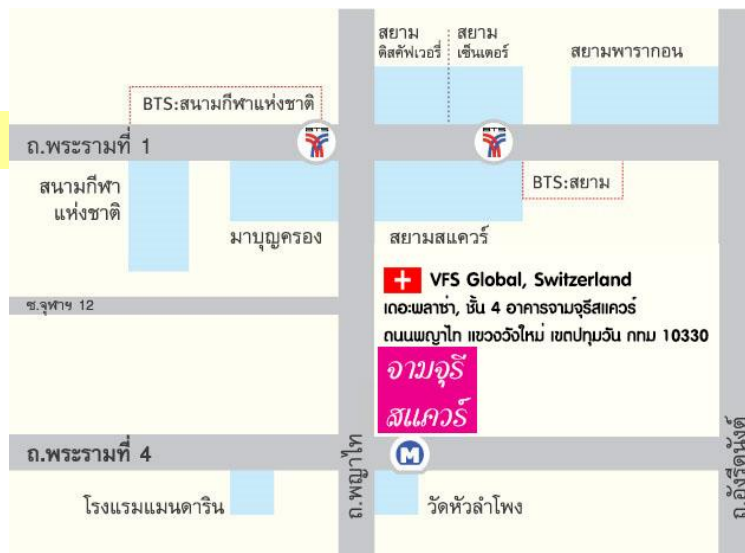 สยาม
ดิสคัฟเวอรี่
สยาม
เซ็นเตอร์
สยามพารากอน
BTS:สนามกีฬาแห่งชาติ
BTS
BTS
ถ.พระรามที่ 1
สนามกีฬา
แห่งชาติ
มาบุญครอง
สยามสแควร์
BTS:สยาม
VFS Global, Switzerland
เดอะพลาซ่า, ชั้น 4 อาคารจามจุรีสแควร์
ถนนพญาไท แขวงวังใหม่ เขตปทุมวัน กทม 10330
ซ.จุฬาฯ 12
จามจุรี
สแควร์
ถ.พระรามที่ 4
M
ถ.พญาไท
ถ.อังรีดูนังต์
โรงแรมแมนดาริน
วัดหัวลำโพง